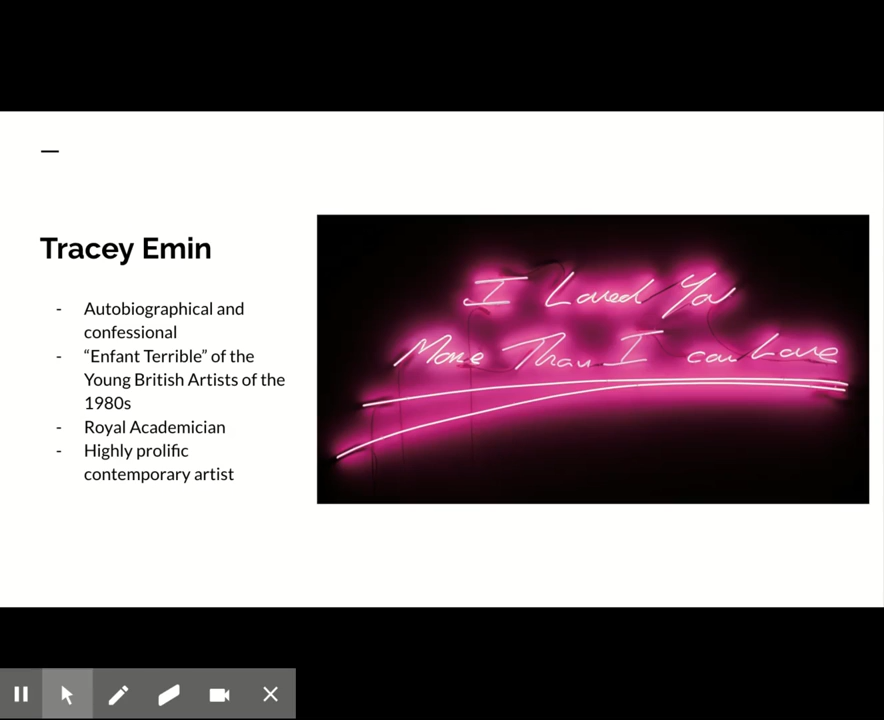 Tracey Emin
- Autobiographical and
confessional
- “Enfant Terrible” of the
Young British Artists of the
1980s
- Royal Academician
- Highly prolific
contemporary artist
I Loved You
More Than I can Love